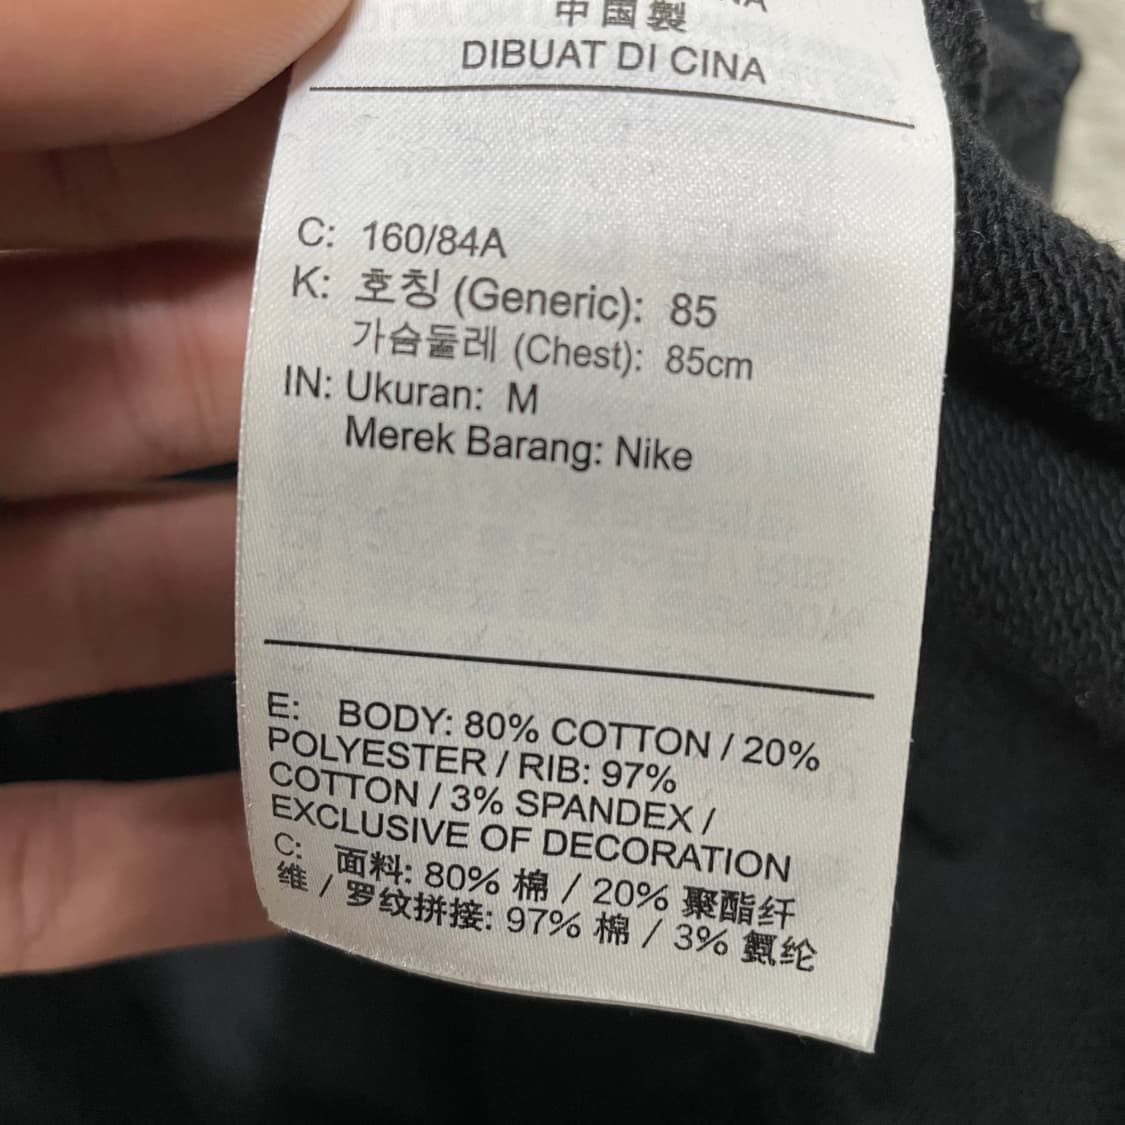 中国製
DIBUAT DI CINA
C: 160/84A
K: 호칭 (Generic): 85
가슴둘레 (Chest): 85cm
IN: Ukuran: M
Merek Barang: Nike
E: BODY: 80% COTTON / 20%
POLYESTER / RIB: 97%
COTTON / 3% SPANDEX /
EXCLUSIVE OF DECORATION
C: 面料: 80% 棉 / 20% 聚酯纤
维 / 罗纹拼接: 97% 棉 / 3% 氨纶